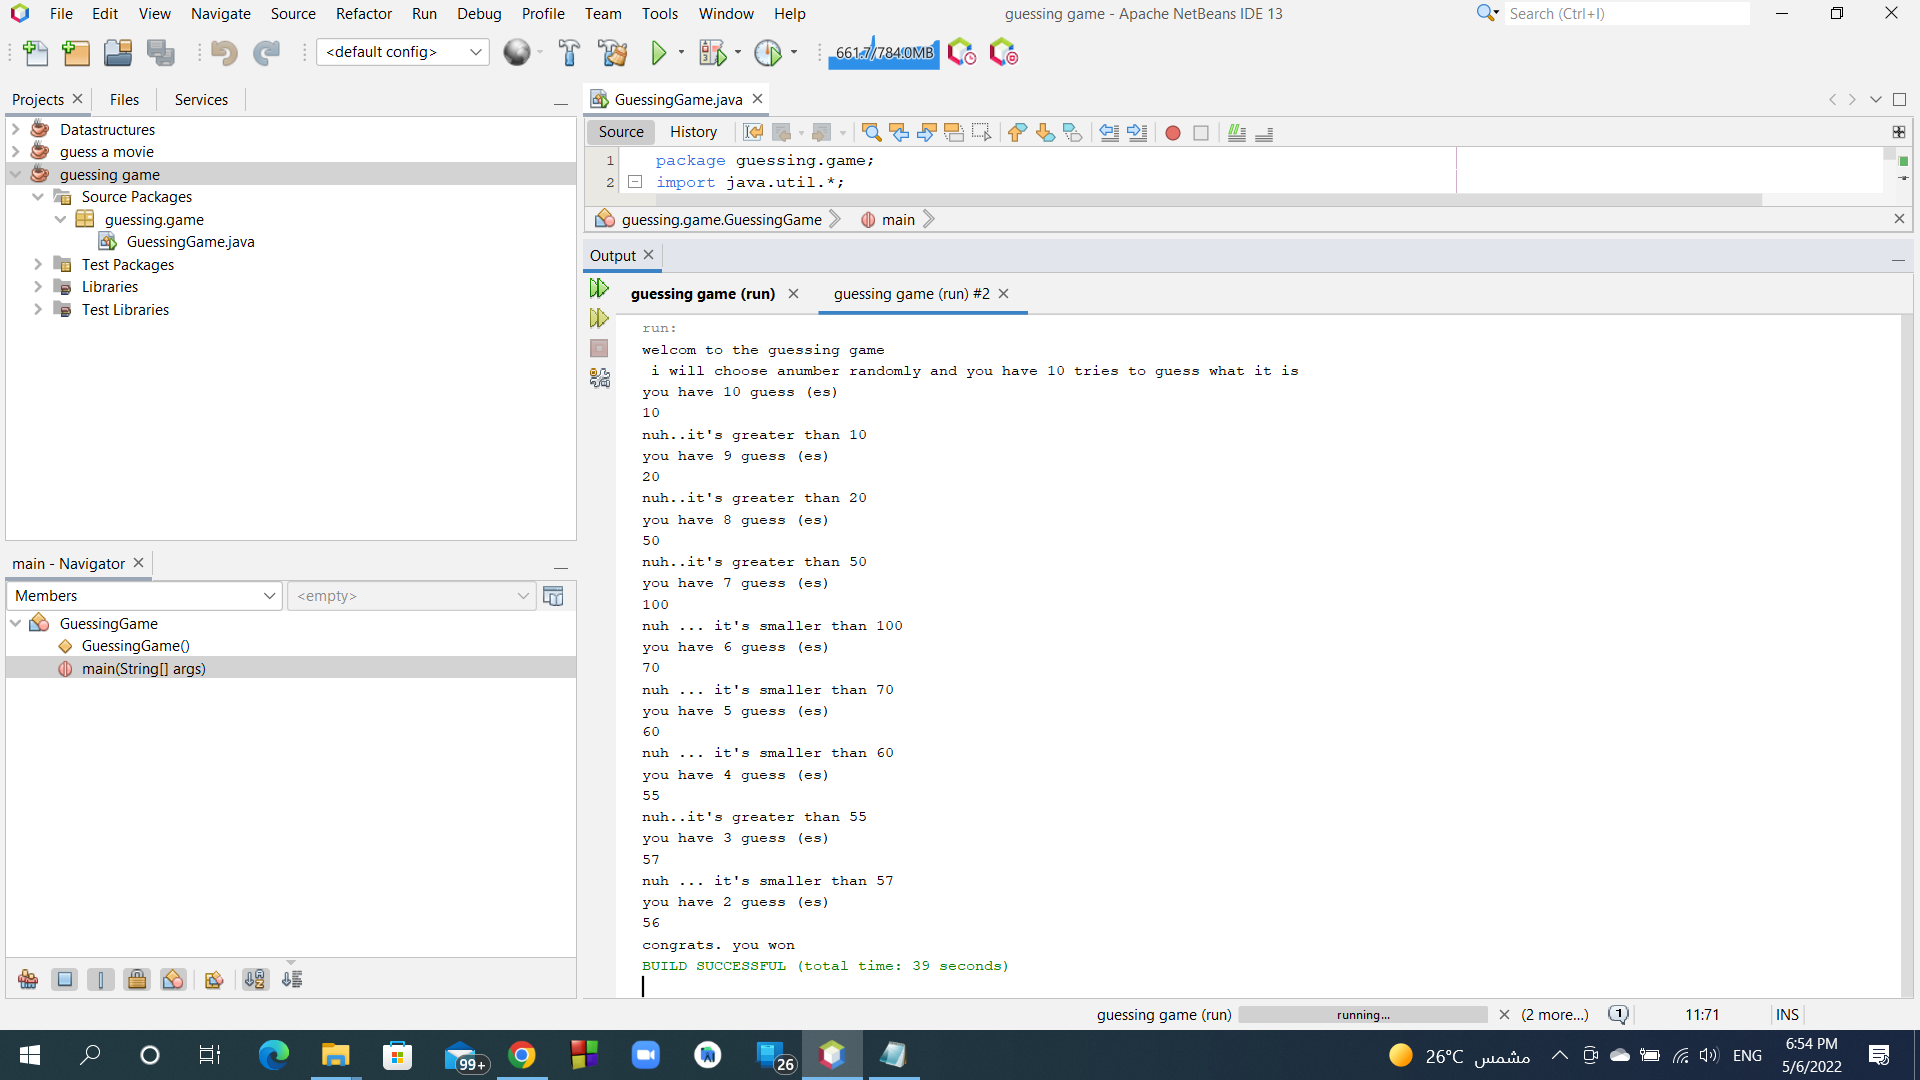 File Edit View Navigate Source Refactor Run Debug Profile Team Tools Window Help
guessing game - Apache NetBeans IDE 13
Search (Ctrl+I)
<default config>
661.7/784.0MB
Projects Files Services
Datastructures
guess a movie
guessing game
Source Packages
guessing.game
GuessingGame.java
Test Packages
Libraries
Test Libraries
main - Navigator
Members
<empty>
GuessingGame
GuessingGame()
main(String[] args)
GuessingGame.java
Source History
1 package guessing.game;
2 import java.util.*;
guessing.game.GuessingGame main
Output
guessing game (run) guessing game (run) #2
run:
welcom to the guessing game
i will choose anumber randomly and you have 10 tries to guess what it is
you have 10 guess (es)
10
nuh..it's greater than 10
you have 9 guess (es)
20
nuh..it's greater than 20
you have 8 guess (es)
50
nuh..it's greater than 50
you have 7 guess (es)
100
nuh ... it's smaller than 100
you have 6 guess (es)
70
nuh ... it's smaller than 70
you have 5 guess (es)
60
nuh ... it's smaller than 60
you have 4 guess (es)
55
nuh..it's greater than 55
you have 3 guess (es)
57
nuh ... it's smaller than 57
you have 2 guess (es)
56
congrats. you won
BUILD SUCCESSFUL (total time: 39 seconds)
guessing game (run) running... (2 more...) 1 11:71 INS
99+
26
26°C مشمس
ENG
6:54 PM
5/6/2022